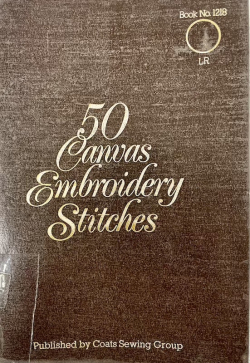 Book No. 1218
LR
50
Canvas
Embroidery
Stitches
Published by Coats Sewing Group